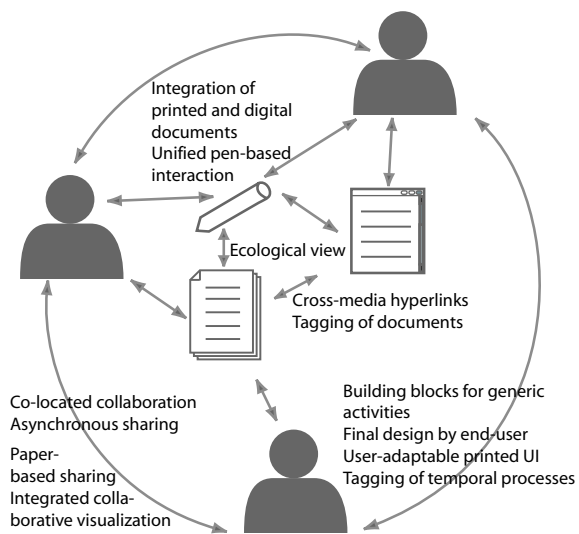 Integration of
printed and digital
documents
Unified pen-based
interaction
Ecological view
Cross-media hyperlinks
Tagging of documents
Co-located collaboration
Asynchronous sharing
Paper-
based sharing
Integrated colla-
borative visualization
Building blocks for generic
activities
Final design by end-user
User-adaptable printed UI
Tagging of temporal processes